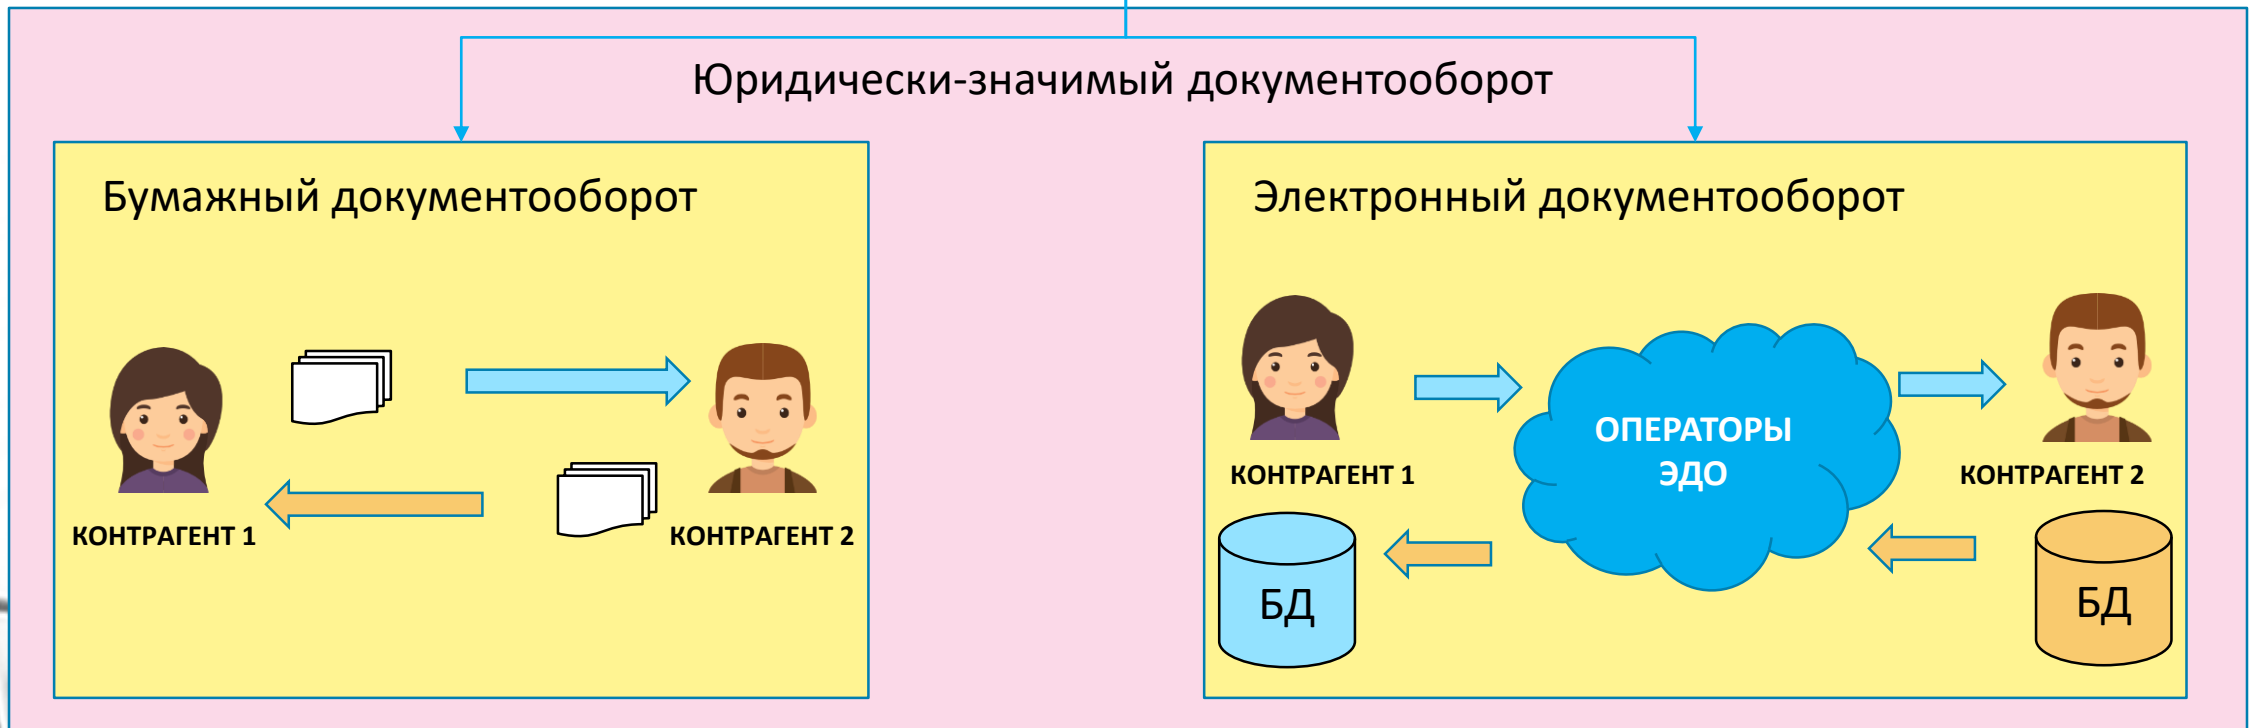 Юридически-значимый документооборот
Бумажный документооборот
КОНТРАГЕНТ 1
КОНТРАГЕНТ 2
Электронный документооборот
ОПЕРАТОРЫ
ЭДО
КОНТРАГЕНТ 1
КОНТРАГЕНТ 2
БД
БД